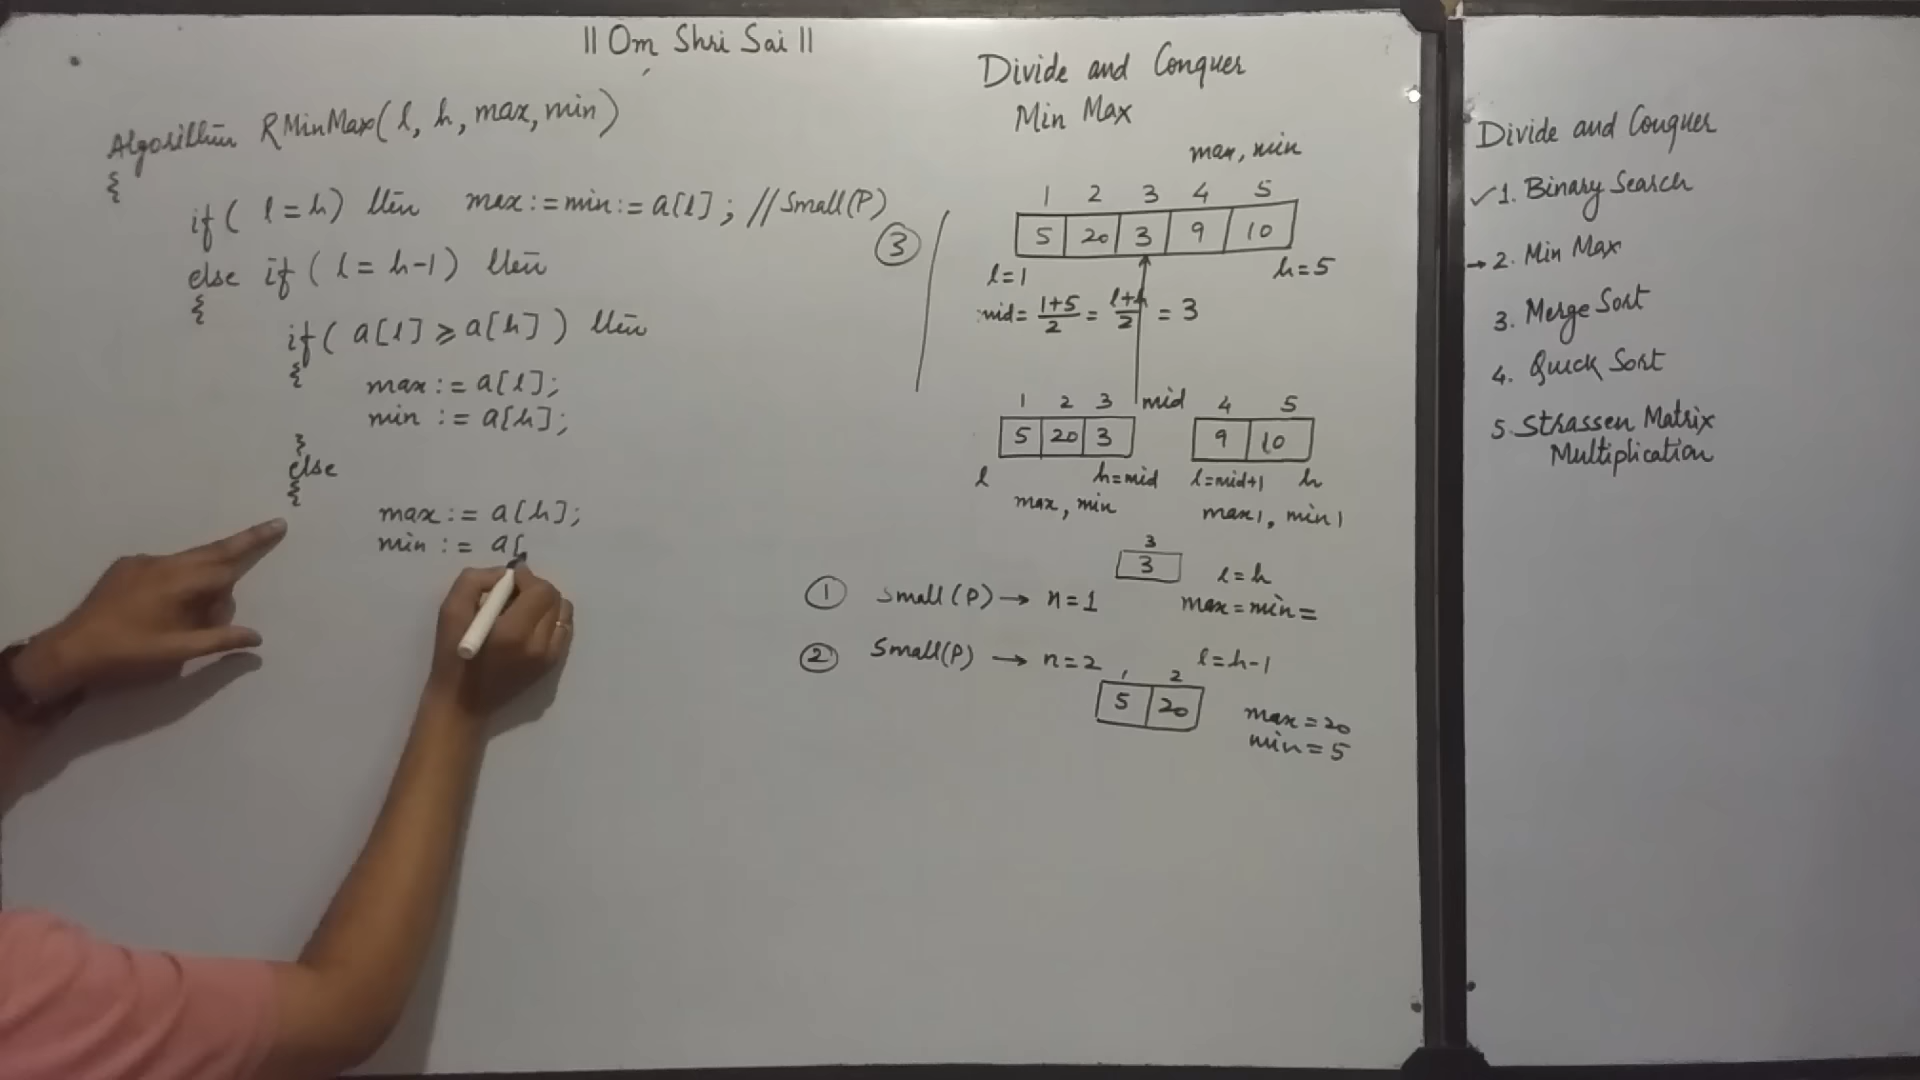 || Om Shri Sai ||
Algorithm RMinMax(l, h, max, min)
{
if( l = h) then max:=min:= a[l]; //Small(P)
else if( l = h-1) then
{
if( a[l] ≥ a[h] ) then
{
max := a[l];
min := a[h];
}
else
{
max := a[h];
min := a[
Divide and Conquer
Min Max
max, min
1 2 3 4 5
5 20 3 9 10
③
l=1 h=5
mid= 1+5/2 = l+h/2 = 3
1 2 3 mid 4 5
5 20 3 9 10
l h=mid l=mid+1 h
max, min max1, min1
3
3 l=h
① Small(P) → n=1 max=min=
② Small(P) → n=2 l=h-1
1 2
5 20
max=20
min=5
Divide and Conquer
✓1. Binary Search
→2. Min Max
3. Merge Sort
4. Quick Sort
5. Strassen Matrix
Multiplication